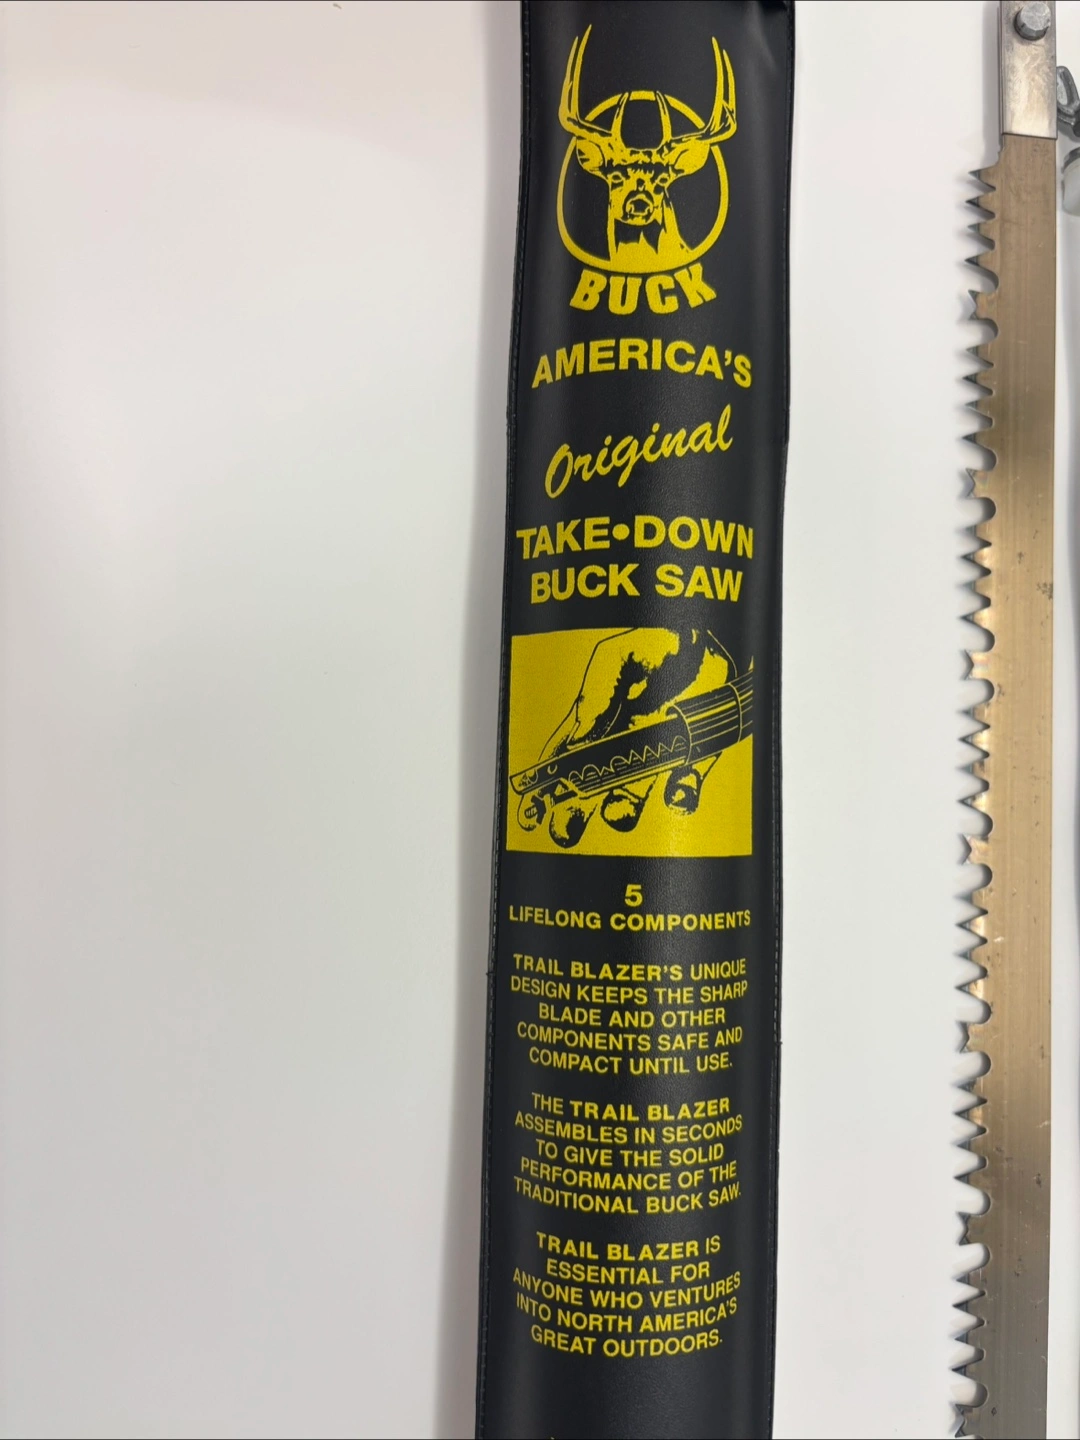 BUCK
AMERICA'S
Original
TAKE•DOWN
BUCK SAW
5
LIFELONG COMPONENTS
TRAIL BLAZER'S UNIQUE
DESIGN KEEPS THE SHARP
BLADE AND OTHER
COMPONENTS SAFE AND
COMPACT UNTIL USE.
THE TRAIL BLAZER
ASSEMBLES IN SECONDS
TO GIVE THE SOLID
PERFORMANCE OF THE
TRADITIONAL BUCK SAW.
TRAIL BLAZER IS
ESSENTIAL FOR
ANYONE WHO VENTURES
INTO NORTH AMERICA'S
GREAT OUTDOORS.